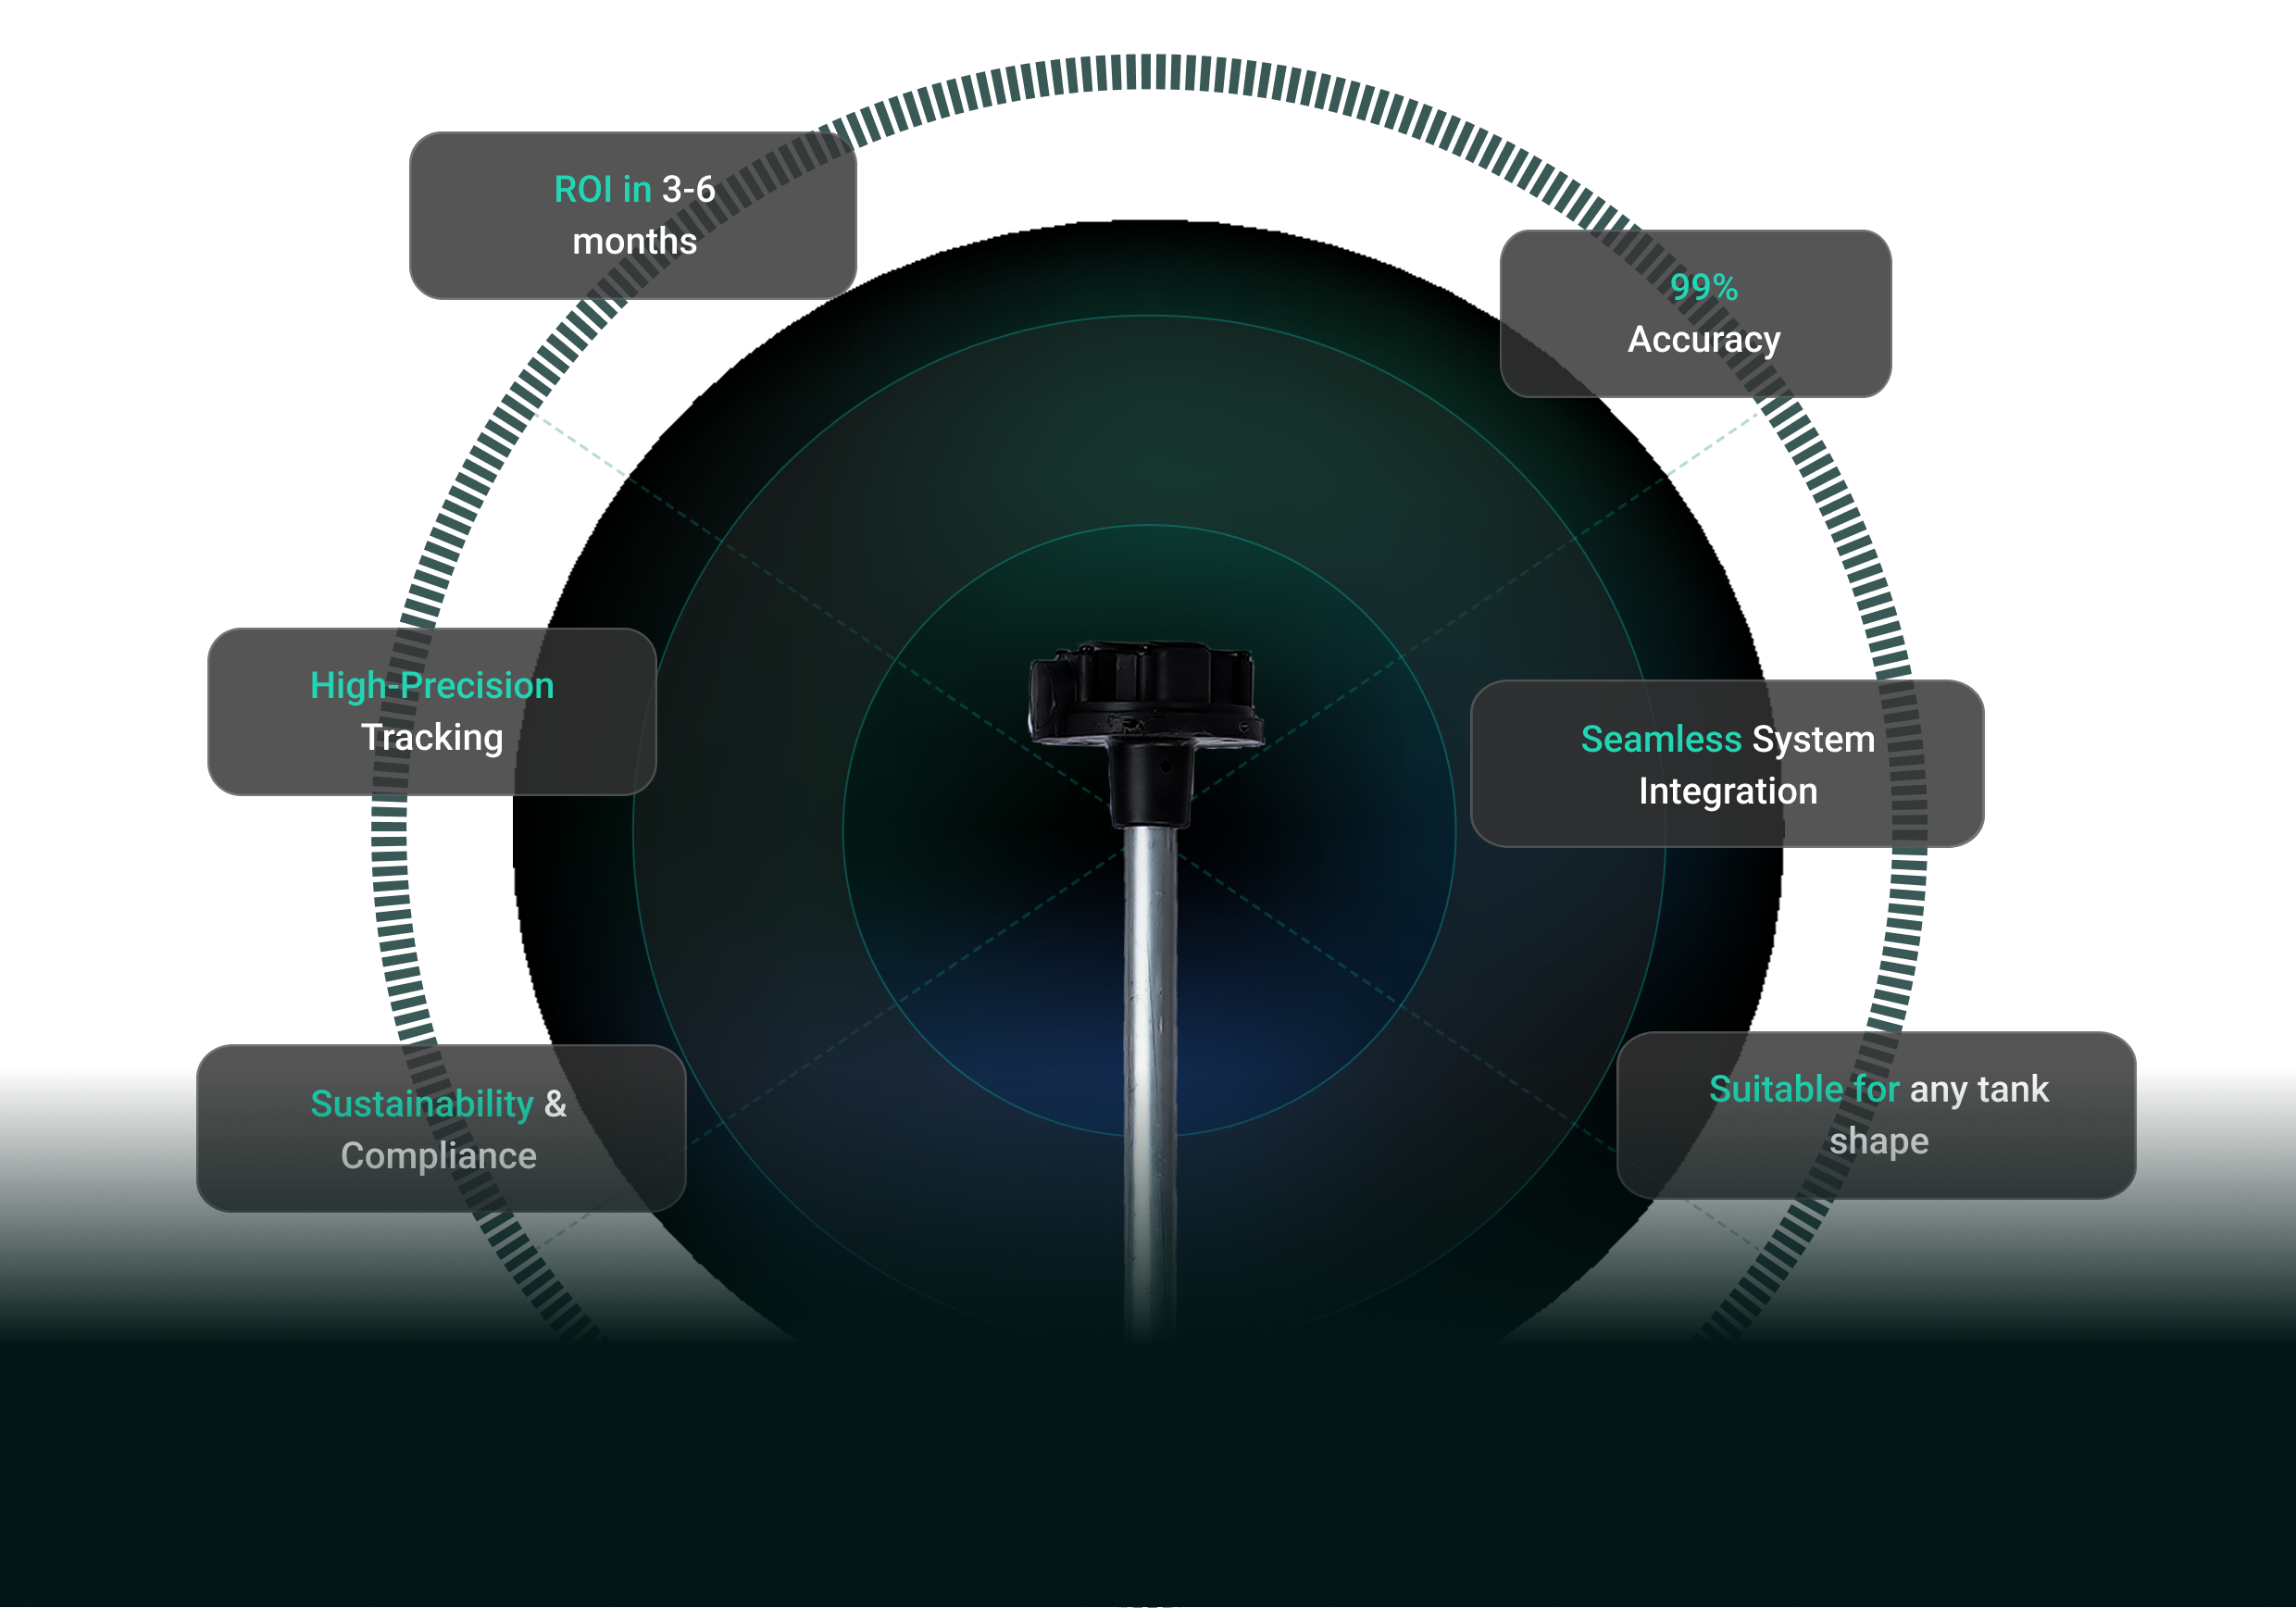 ROI in 3-6
months
99%
Accuracy
High-Precision
Tracking
Seamless System
Integration
Sustainability &
Compliance
Suitable for any tank
shape